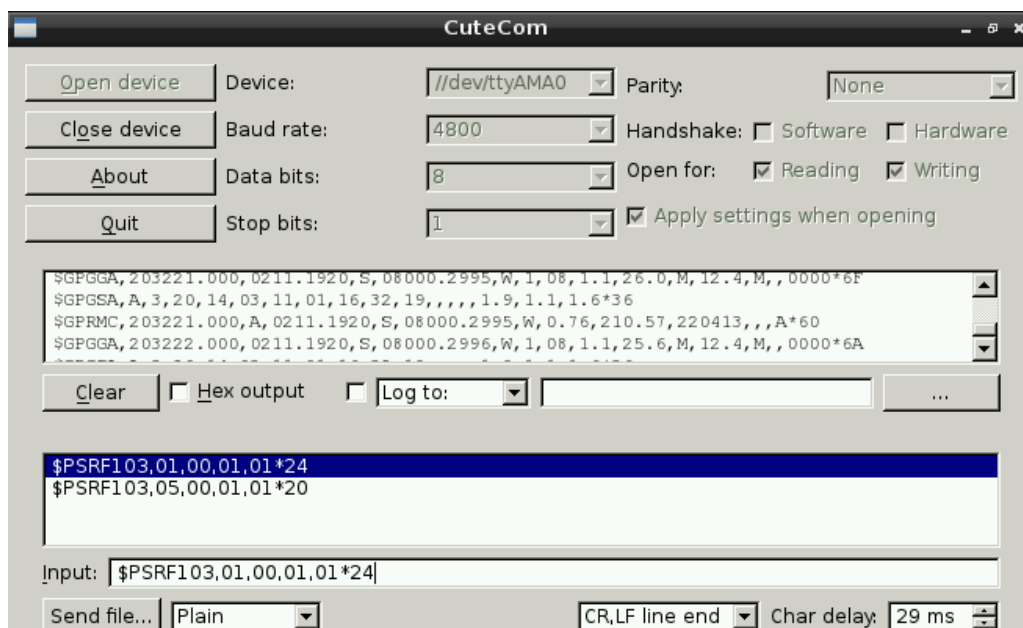 CuteCom
Open device Device: //dev/ttyAMA0 Parity: None
Close device Baud rate: 4800 Handshake: Software Hardware
About Data bits: 8 Open for: Reading Writing
Quit Stop bits: 1 Apply settings when opening
$GPGGA,203221.000,0211.1920,S,08000.2995,W,1,08,1.1,26.0,M,12.4,M,,0000*6F
$GPGSA,A,3,20,14,03,11,01,16,32,19,,,,,1.9,1.1,1.6*36
$GPRMC,203221.000,A,0211.1920,S,08000.2995,W,0.76,210.57,220413,,,A*60
$GPGGA,203222.000,0211.1920,S,08000.2996,W,1,08,1.1,25.6,M,12.4,M,,0000*6A
Clear Hex output Log to: ...
$PSRF103,01,00,01,01*24
$PSRF103,05,00,01,01*20
Input: $PSRF103,01,00,01,01*24
Send file... Plain CR,LF line end Char delay: 29 ms